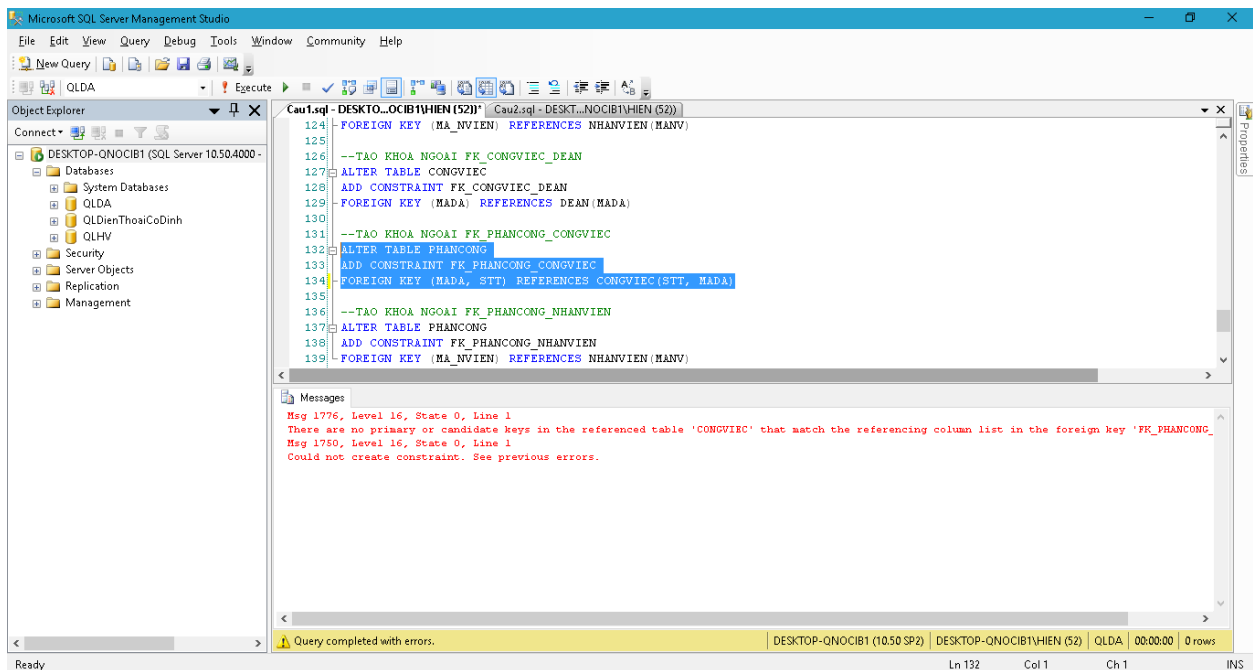 Microsoft SQL Server Management Studio
File Edit View Query Debug Tools Window Community Help
New Query
QLDA Execute
Object Explorer
Connect
DESKTOP-QNOCIB1 (SQL Server 10.50.4000 -
Databases
System Databases
QLDA
QLDienThoaiCoDinh
QLHV
Security
Server Objects
Replication
Management
Cau1.sql - DESKTO...OCIB1\HIEN (52))* Cau2.sql - DESKT...NOCIB1\HIEN (52))
124 FOREIGN KEY (MA_NVIEN) REFERENCES NHANVIEN(MANV)
125
126 --TAO KHOA NGOAI FK_CONGVIEC_DEAN
127 ALTER TABLE CONGVIEC
128 ADD CONSTRAINT FK_CONGVIEC_DEAN
129 FOREIGN KEY (MADA) REFERENCES DEAN(MADA)
130
131 --TAO KHOA NGOAI FK_PHANCONG_CONGVIEC
132 ALTER TABLE PHANCONG
133 ADD CONSTRAINT FK_PHANCONG_CONGVIEC
134 FOREIGN KEY (MADA, STT) REFERENCES CONGVIEC(STT, MADA)
135
136 --TAO KHOA NGOAI FK_PHANCONG_NHANVIEN
137 ALTER TABLE PHANCONG
138 ADD CONSTRAINT FK_PHANCONG_NHANVIEN
139 FOREIGN KEY (MA_NVIEN) REFERENCES NHANVIEN(MANV)
Properties
Messages
Msg 1776, Level 16, State 0, Line 1
There are no primary or candidate keys in the referenced table 'CONGVIEC' that match the referencing column list in the foreign key 'FK_PHANCONG_
Msg 1750, Level 16, State 0, Line 1
Could not create constraint. See previous errors.
Query completed with errors. DESKTOP-QNOCIB1 (10.50 SP2) DESKTOP-QNOCIB1\HIEN (52) QLDA 00:00:00 0 rows
Ready Ln 132 Col 1 Ch 1 INS